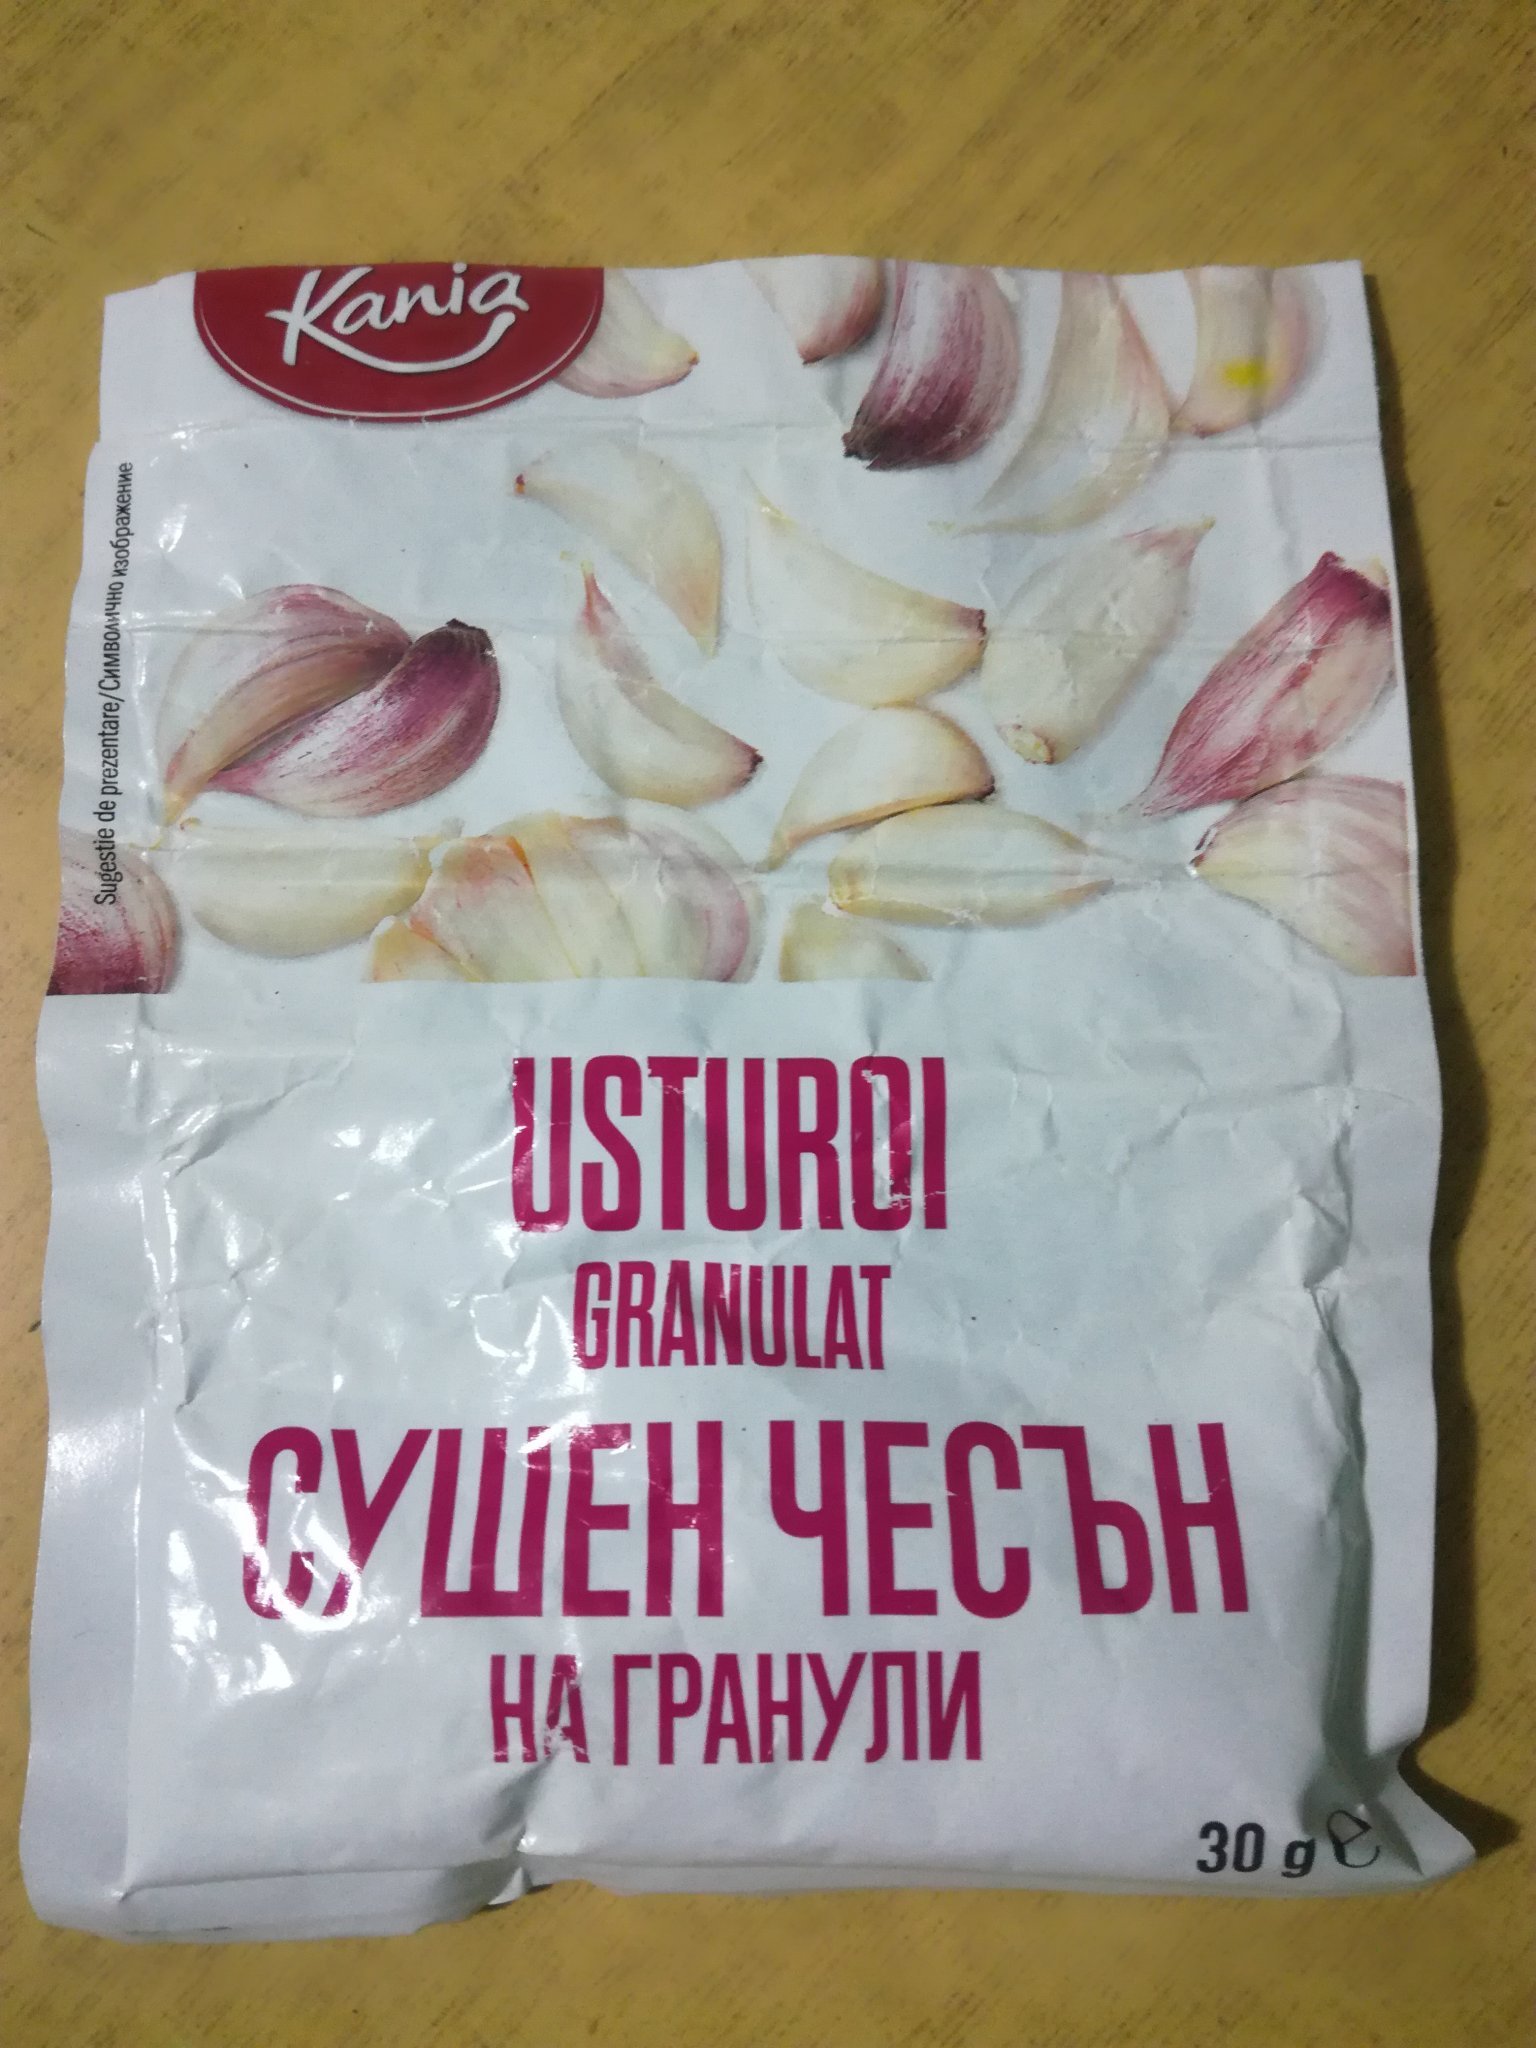 Kania
Sugestie de prezentare/Символично изображение
USTUROI
GRANULAT
СУШЕН ЧЕСЪН
НА ГРАНУЛИ
30 g e